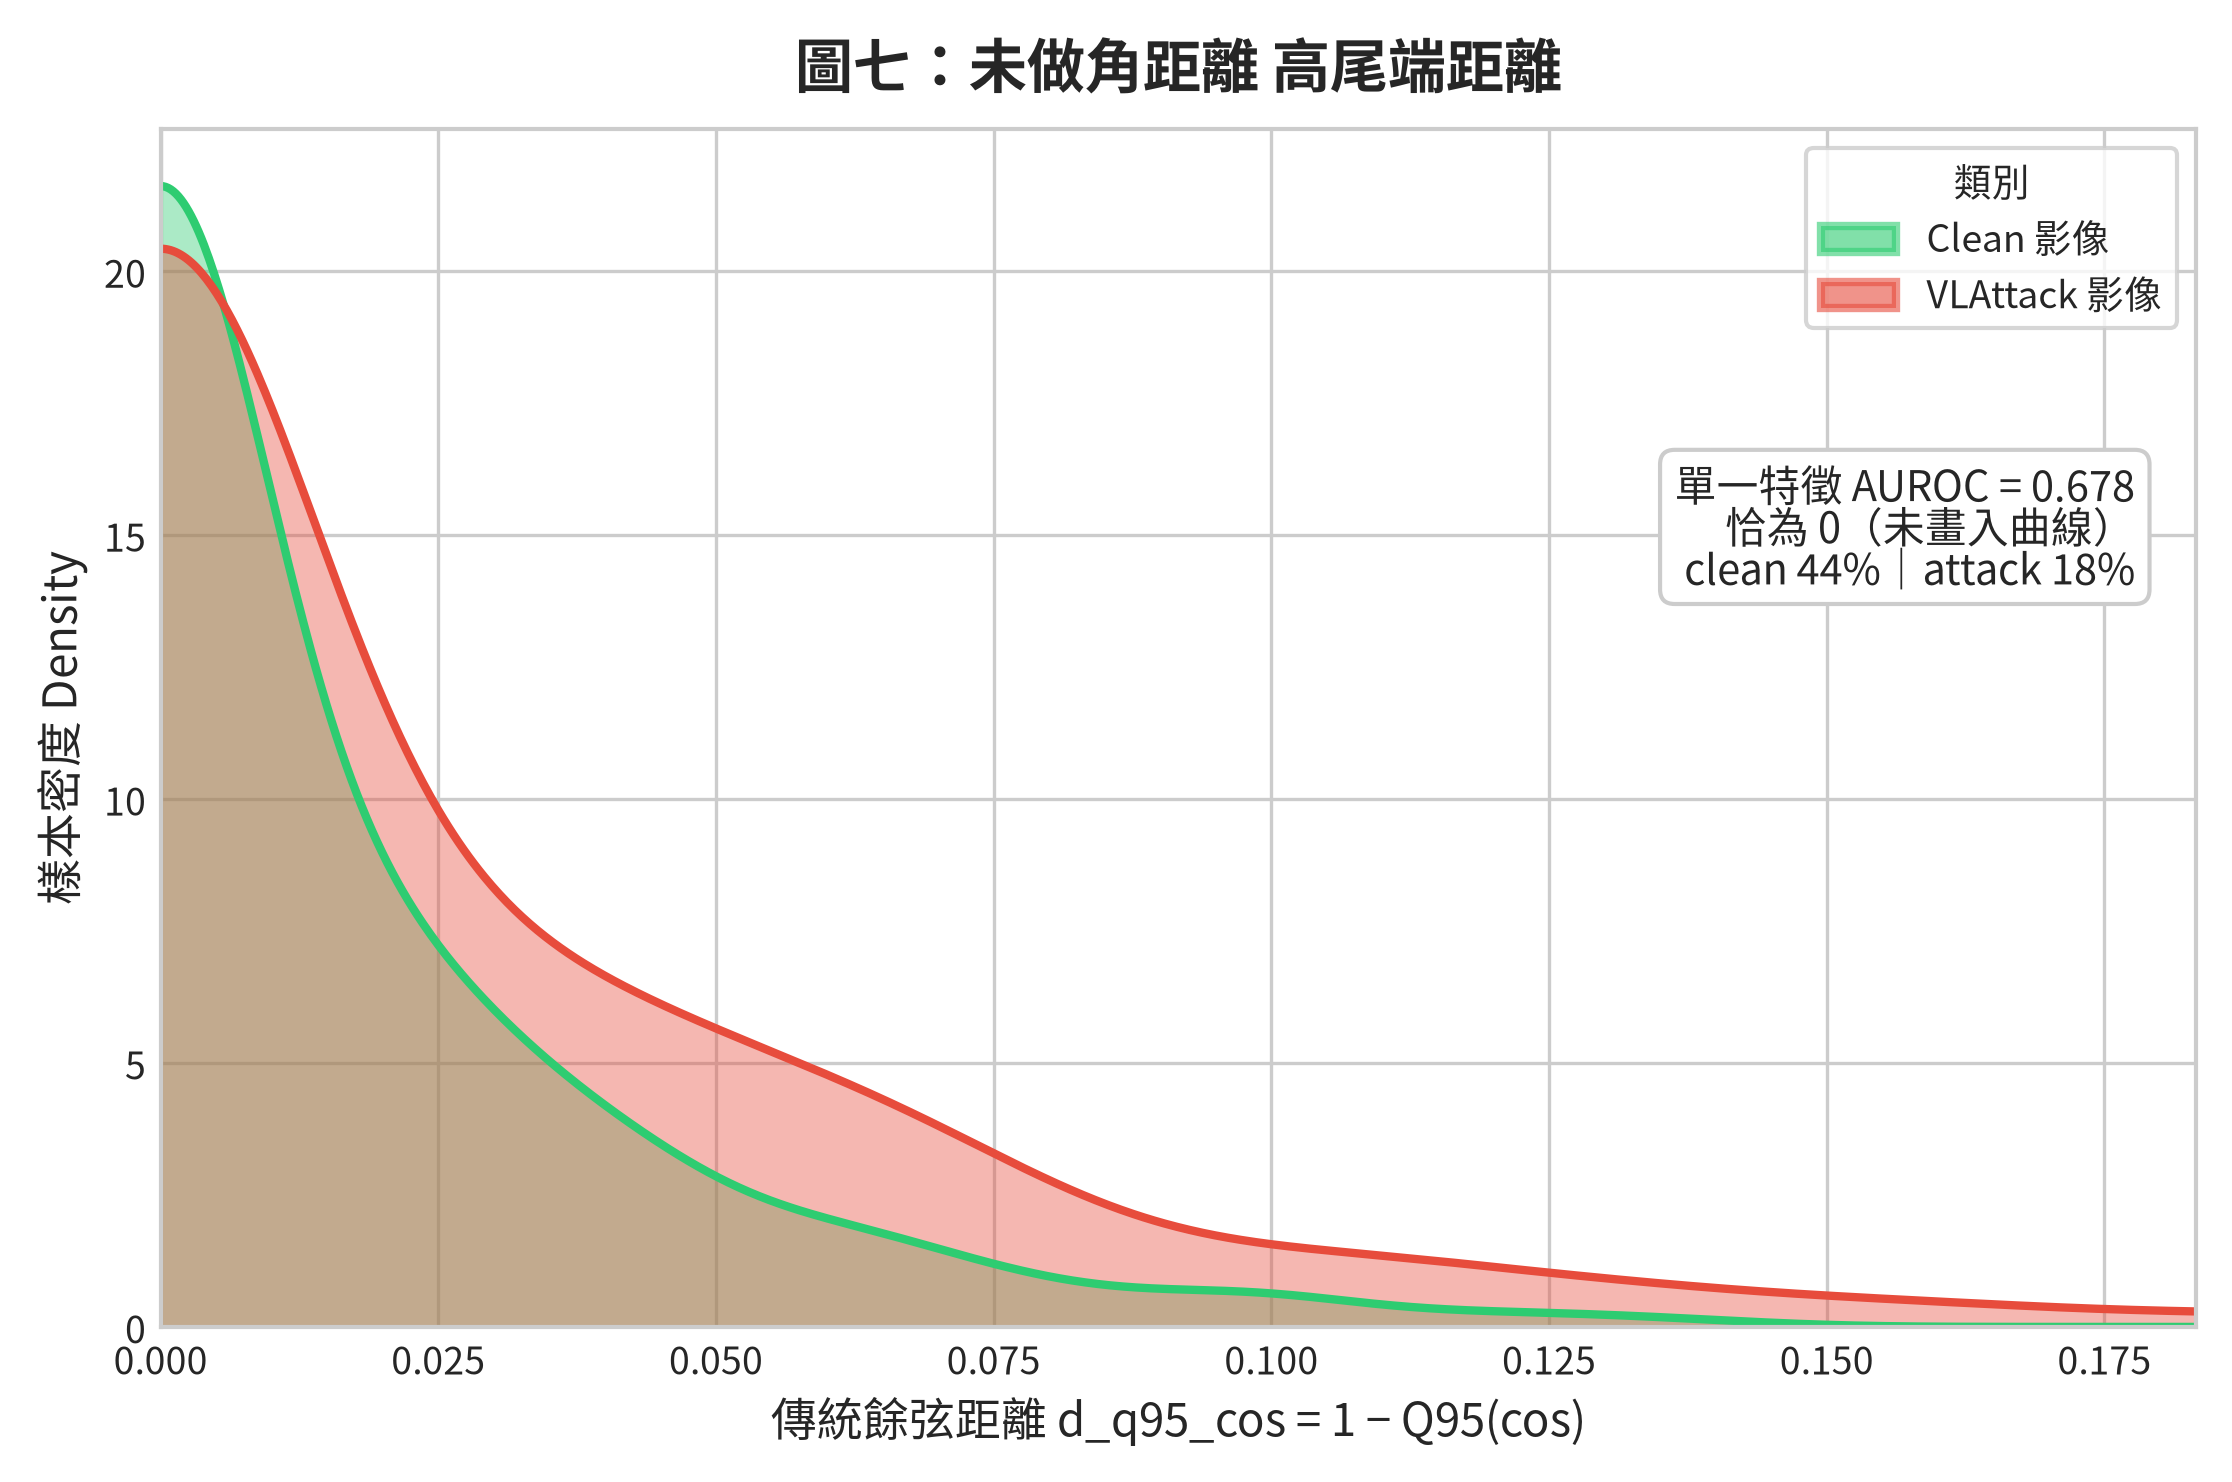 圖七：未做角距離 高尾端距離
類別
Clean 影像
VLAttack 影像
單一特徵 AUROC = 0.678
恰為 0（未畫入曲線）
clean 44%｜attack 18%
樣本密度 Density
20
15
10
5
0
0.000 0.025 0.050 0.075 0.100 0.125 0.150 0.175
傳統餘弦距離 d_q95_cos = 1 − Q95(cos)